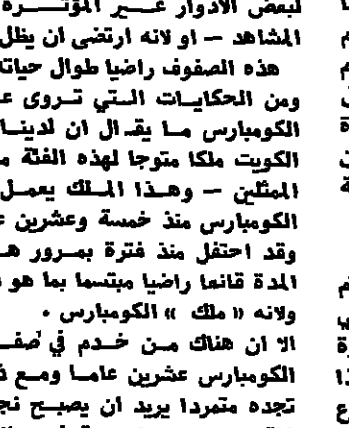 لبعض الادوار غير المؤثرة
المشاهد – او لانه ارتضى ان يظل
هذه الصفوف راضيا طوال حياته
ومن الحكايات التي تروى
الكومبارس ما يقال ان لدينا
الكويت ملكا متوجا لهذه الفئة
الممثلين – وهذا الملك يعمل
الكومبارس منذ خمسة وعشرين
وقد احتفل منذ فترة بمرور
المدة قانعا راضيا مبتسما بما هو
ولانه « ملك » الكومبارس .
الا ان هناك من خدم في صف
الكومبارس عشرين عاما ومع
تجده متمردا يريد ان يصبح